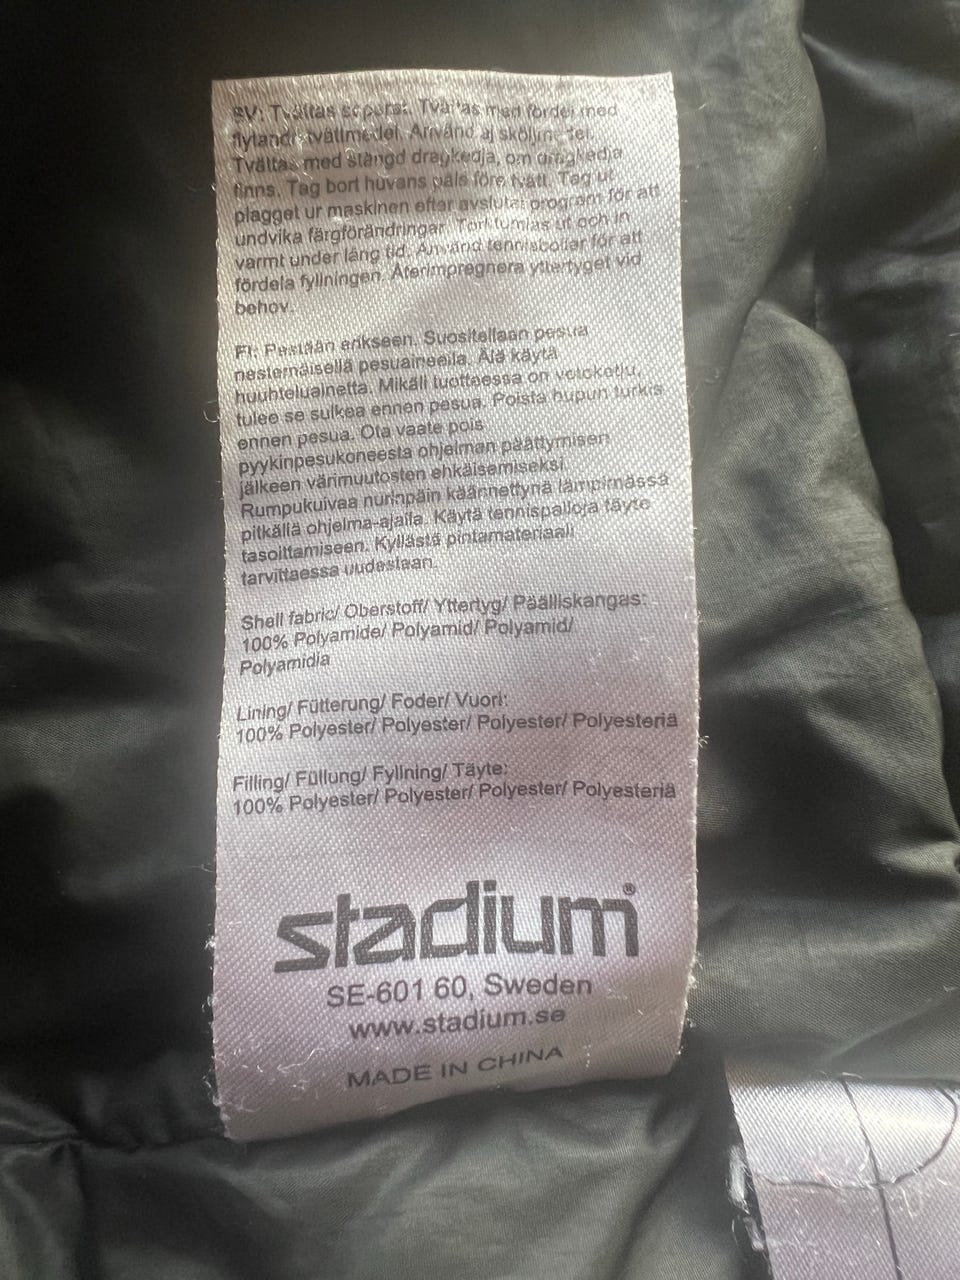 SV: Tvättas separat. Tvättas med fördel med
flytande tvättmedel. Använd ej sköljmedel.
Tvättas med stängd dragkedja, om dragkedja
finns. Tag bort huvans päls före tvätt. Tag ut
plagget ur maskinen efter avslutat program för att
undvika färgförändringar. Torktumlas ut och in
varmt under lång tid. Använd tennisbollar för att
fördela fyllningen. Återimpregnera yttertyget vid
behov.
FI: Pestään erikseen. Suositellaan pesua
nestemäisellä pesuaineella. Älä käytä
huuhteluainetta. Mikäli tuotteessa on vetoketju,
tulee se sulkea ennen pesua. Poista hupun turkis
ennen pesua. Ota vaate pois
pyykinpesukoneesta ohjelman päättymisen
jälkeen värimuutosten ehkäisemiseksi.
Rumpukuivaa nurinpäin käännettynä lämpimässä
pitkällä ohjelma-ajalla. Käytä tennispalloja täyte
tasoittamiseen. Kyllästä pintamateriaali
tarvittaessa uudestaan.
Shell fabric/ Oberstoff/ Yttertyg/ Päälliskangas:
100% Polyamide/ Polyamid/ Polyamid/
Polyamidia
Lining/ Fütterung/ Foder/ Vuori:
100% Polyester/ Polyester/ Polyester/ Polyesteriä
Filling/ Füllung/ Fyllning/ Täyte:
100% Polyester/ Polyester/ Polyester/ Polyesteriä
stadium®
SE-601 60, Sweden
www.stadium.se
MADE IN CHINA